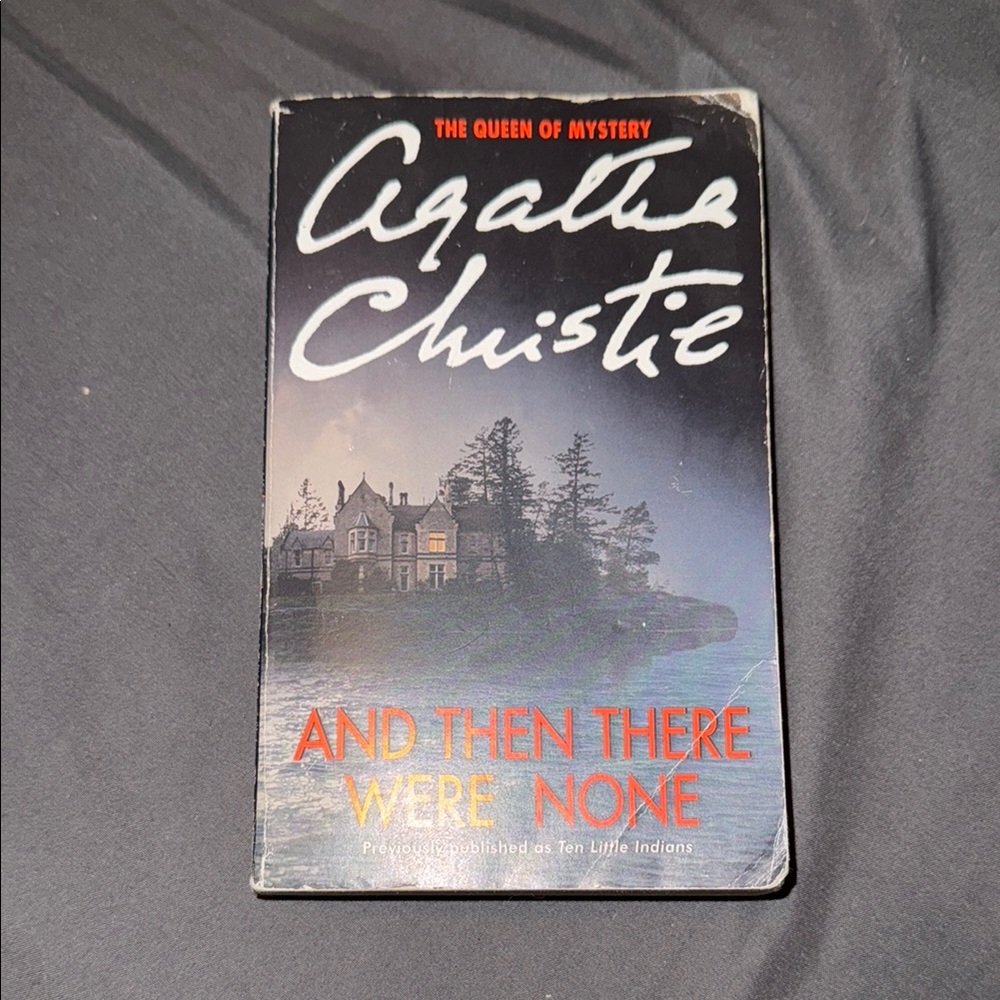 THE QUEEN OF MYSTERY
Agatha
Christie
AND THEN THERE
WERE NONE
Previously published as Ten Little Indians